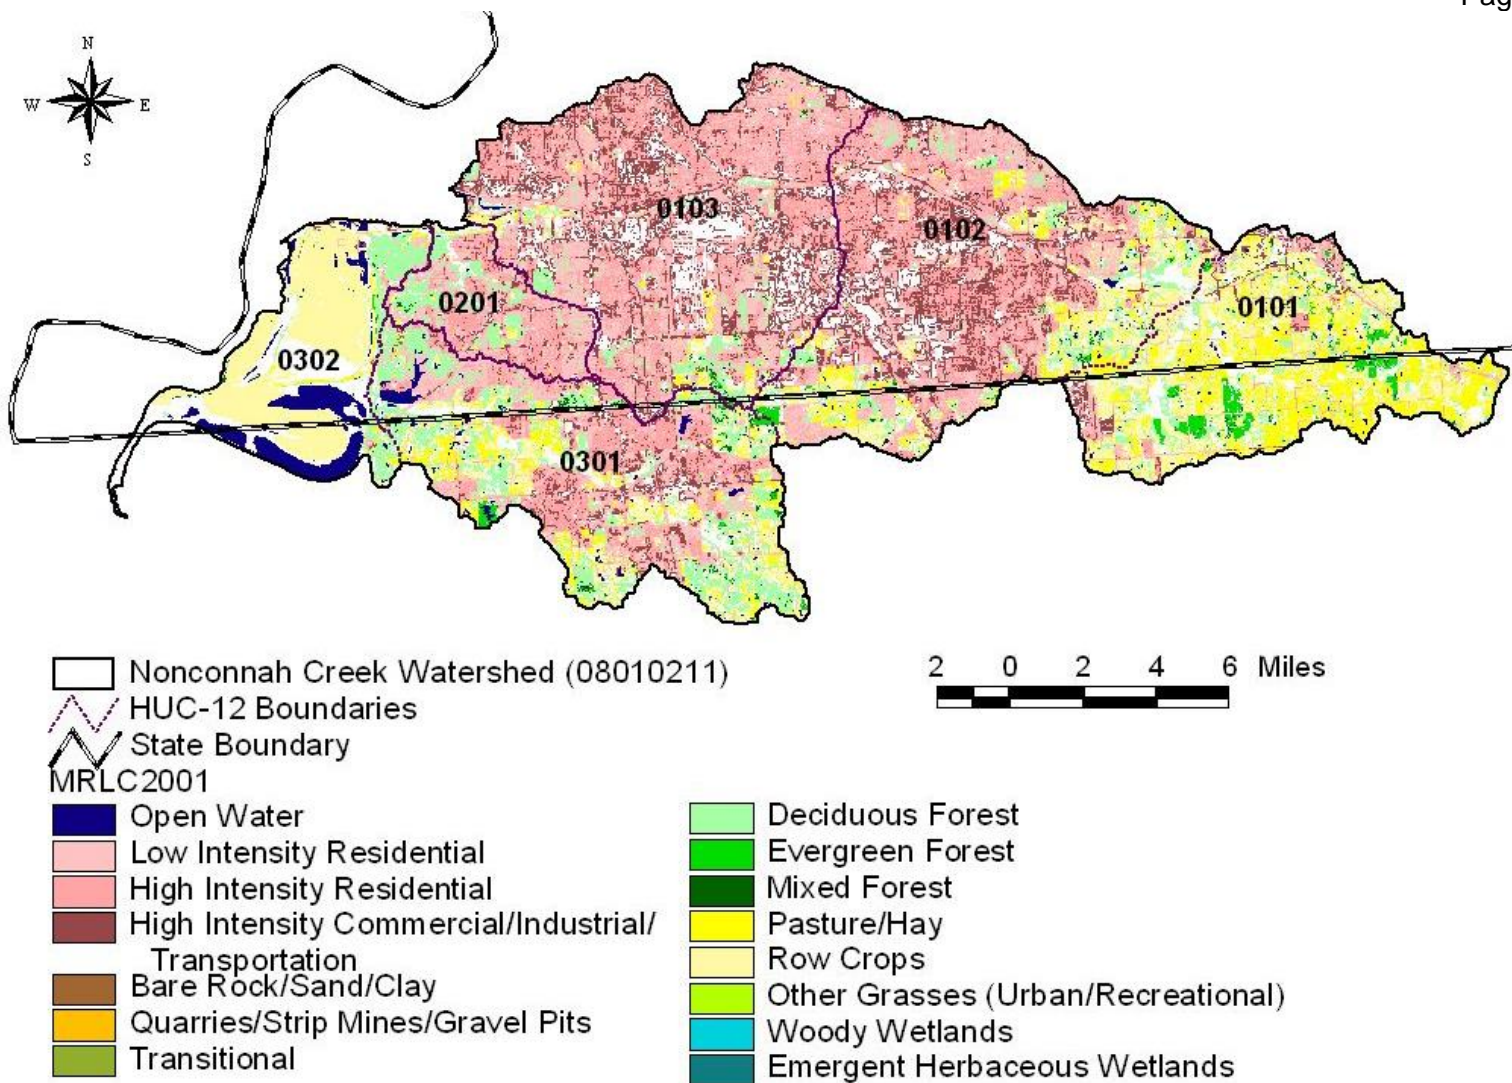 Pag
N
W E
S
0103
0102
0201
0101
0302
0301
Nonconnah Creek Watershed (08010211)
HUC-12 Boundaries
State Boundary
MRLC2001
Open Water
Low Intensity Residential
High Intensity Residential
High Intensity Commercial/Industrial/
Transportation
Bare Rock/Sand/Clay
Quarries/Strip Mines/Gravel Pits
Transitional
2 0 2 4 6 Miles
Deciduous Forest
Evergreen Forest
Mixed Forest
Pasture/Hay
Row Crops
Other Grasses (Urban/Recreational)
Woody Wetlands
Emergent Herbaceous Wetlands